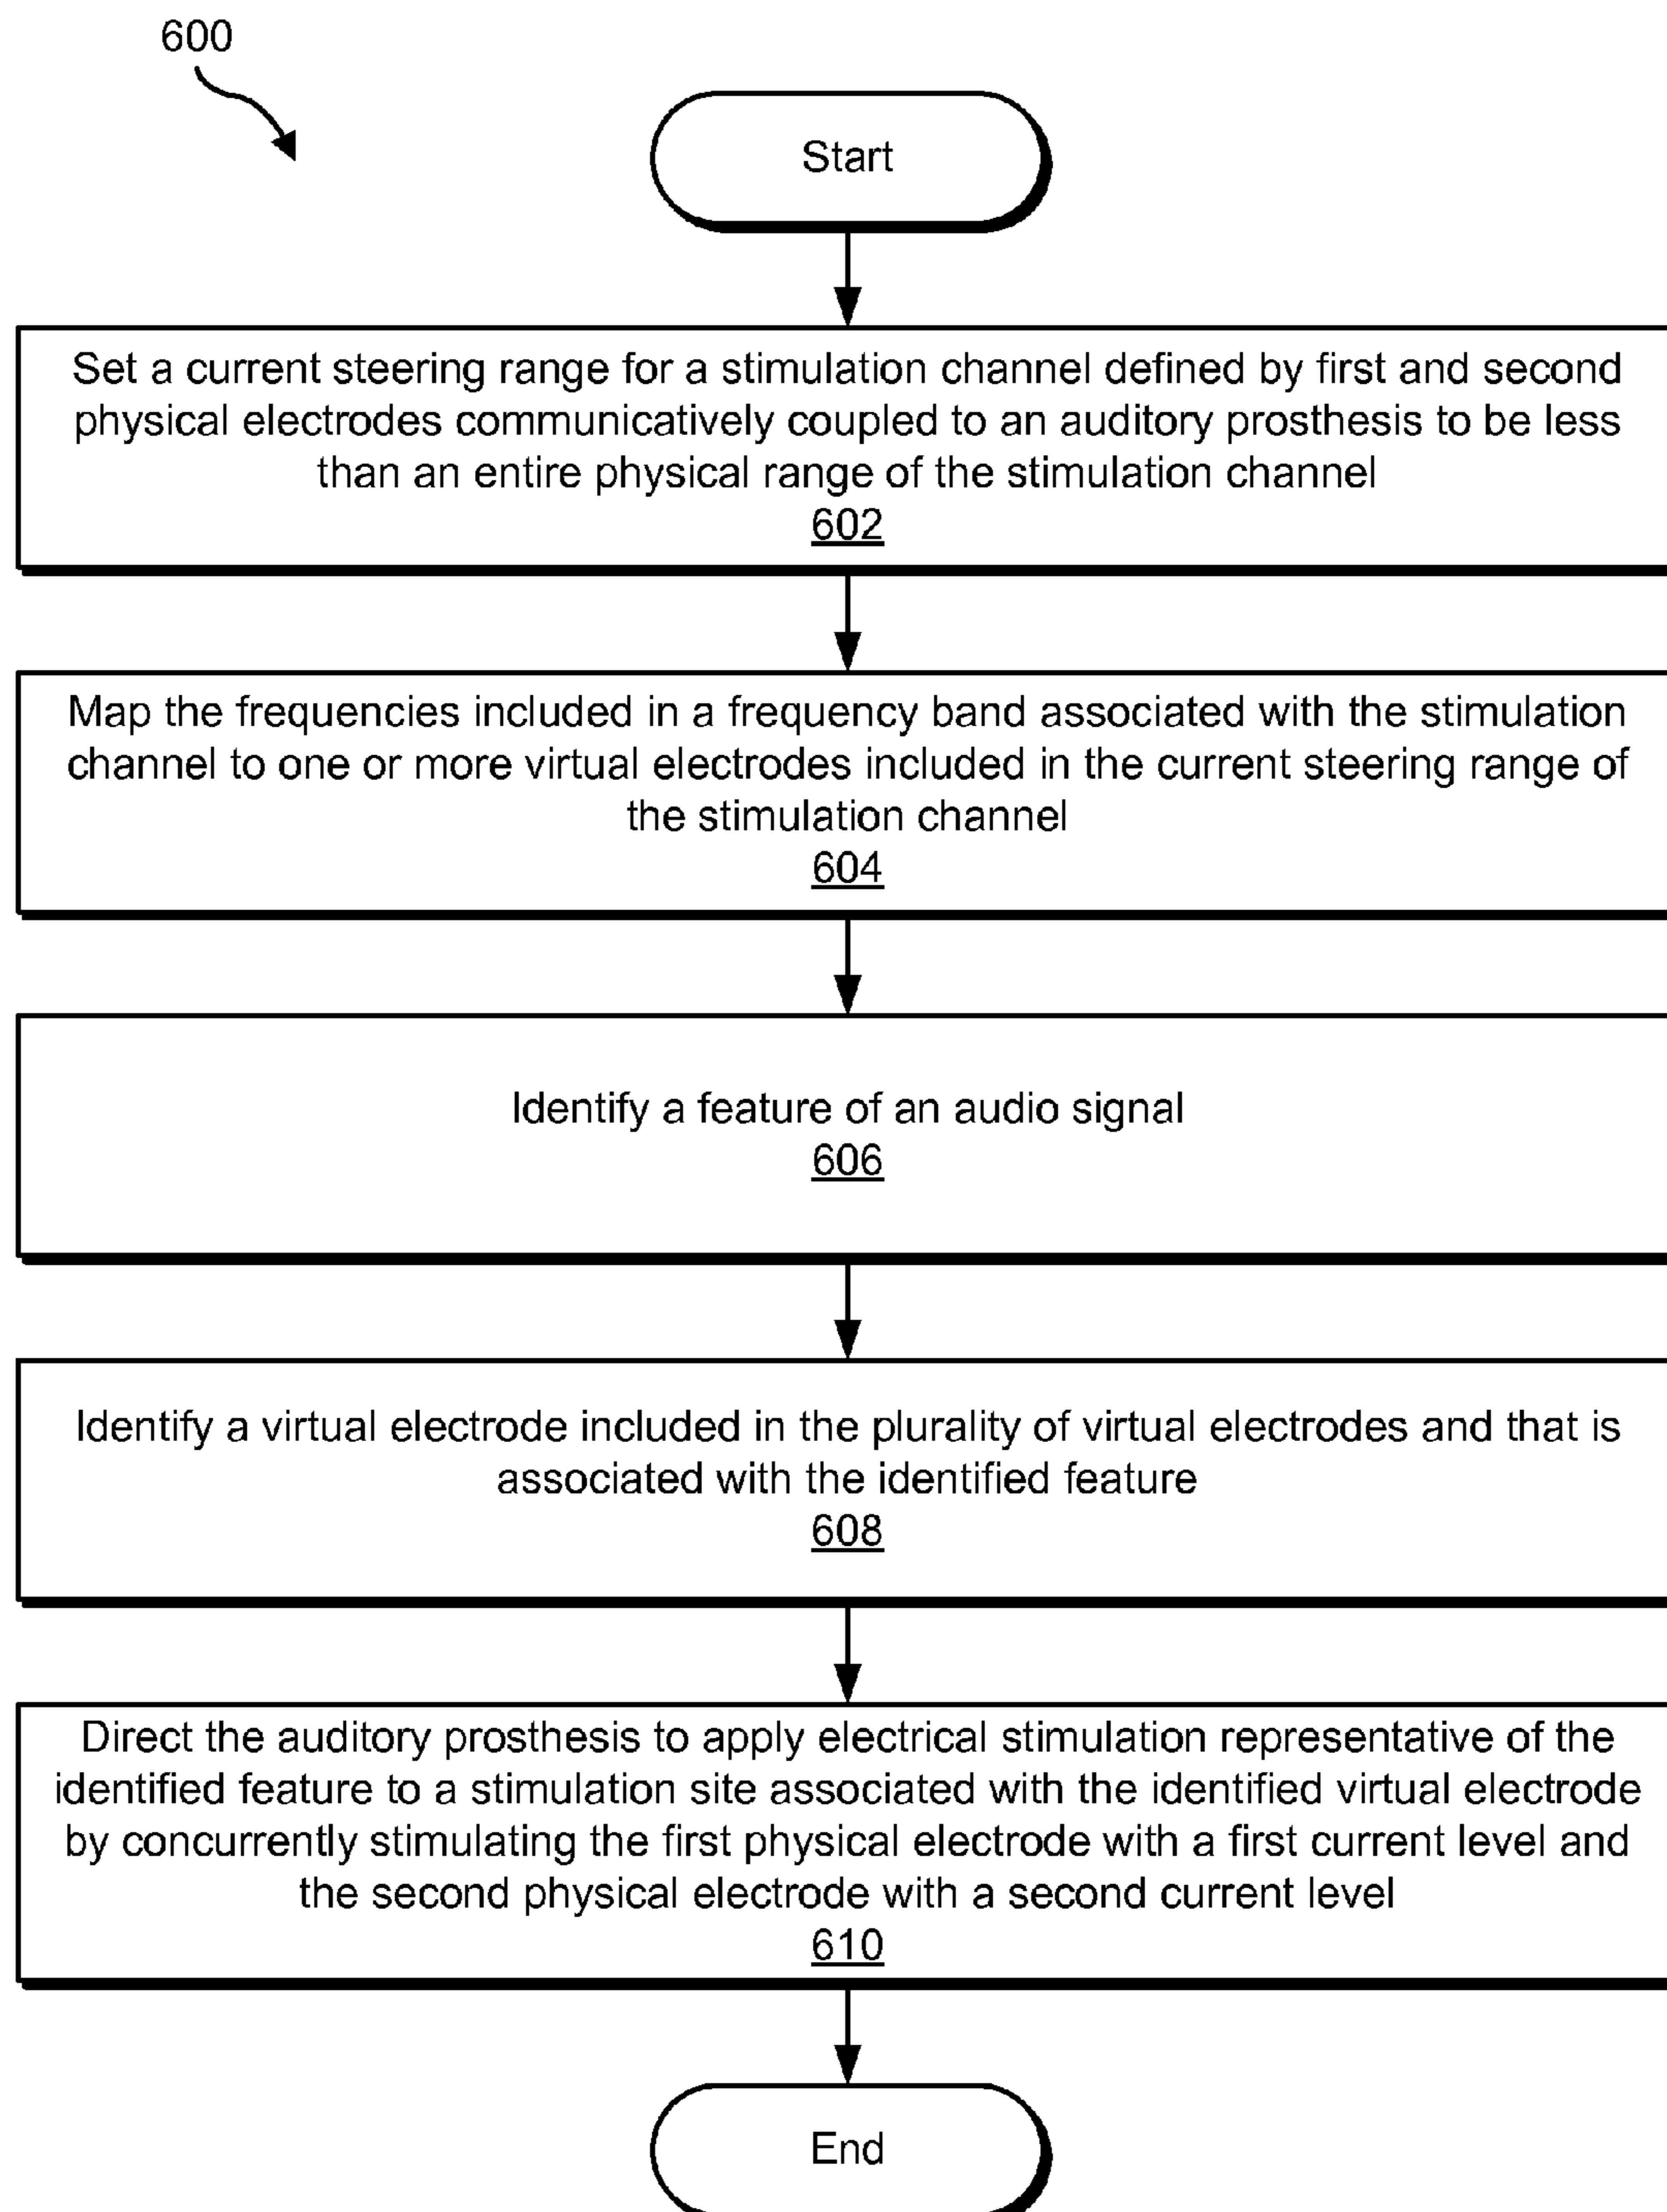 600
Start
Set a current steering range for a stimulation channel defined by first and second
physical electrodes communicatively coupled to an auditory prosthesis to be less
than an entire physical range of the stimulation channel
602
Map the frequencies included in a frequency band associated with the stimulation
channel to one or more virtual electrodes included in the current steering range of
the stimulation channel
604
Identify a feature of an audio signal
606
Identify a virtual electrode included in the plurality of virtual electrodes and that is
associated with the identified feature
608
Direct the auditory prosthesis to apply electrical stimulation representative of the
identified feature to a stimulation site associated with the identified virtual electrode
by concurrently stimulating the first physical electrode with a first current level and
the second physical electrode with a second current level
610
End